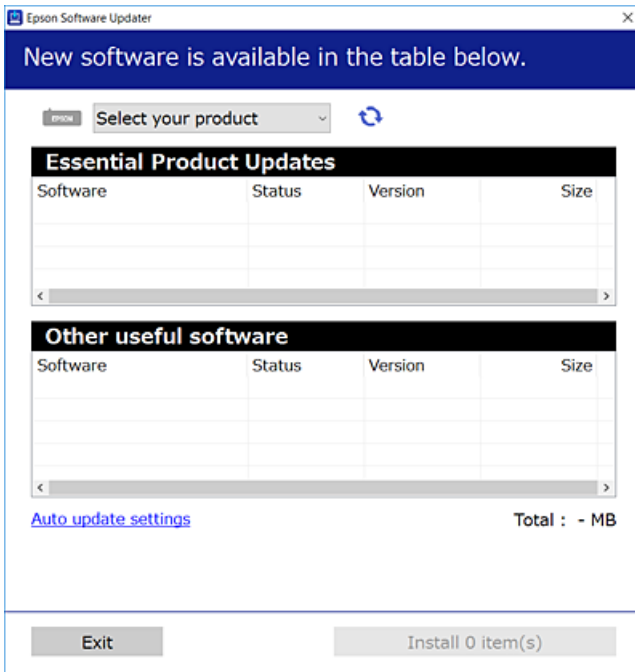 Epson Software Updater
New software is available in the table below.
EPSON Select your product
Essential Product Updates
Software Status Version Size
Other useful software
Software Status Version Size
Auto update settings Total : - MB
Exit Install 0 item(s)